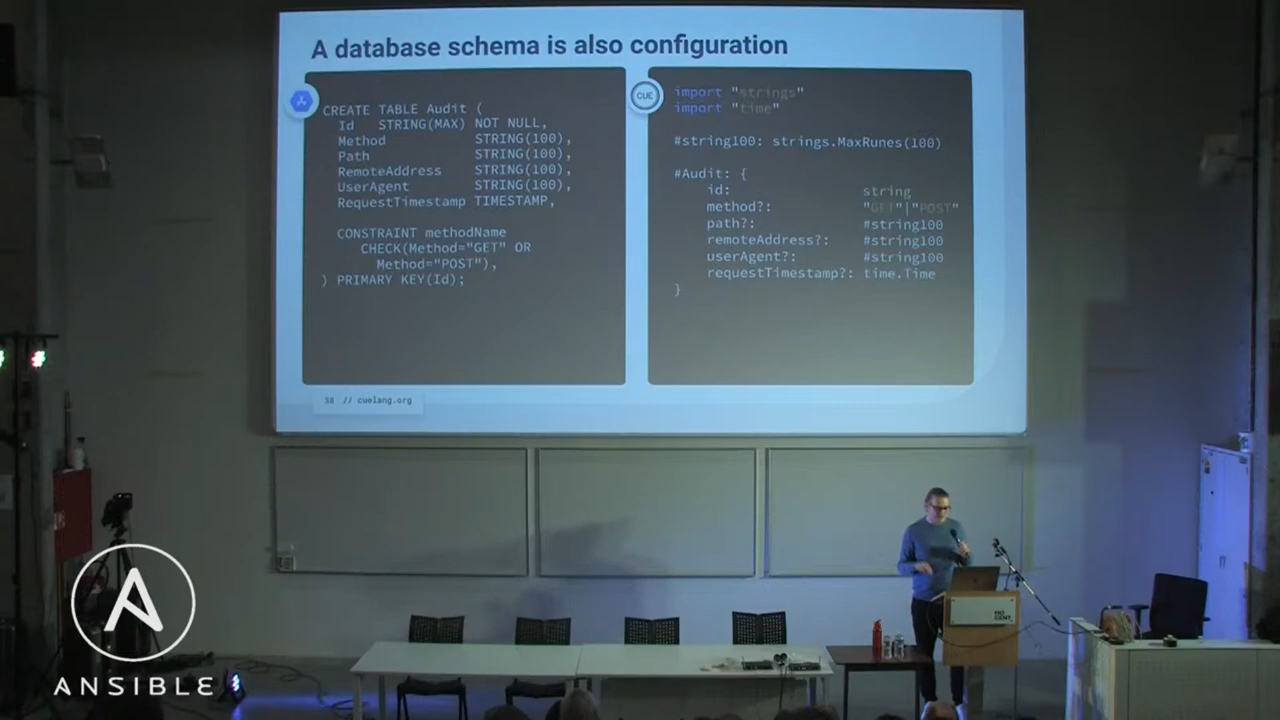 A database schema is also configuration
CREATE TABLE Audit (
Id STRING(MAX) NOT NULL,
Method STRING(100),
Path STRING(100),
RemoteAddress STRING(100),
UserAgent STRING(100),
RequestTimestamp TIMESTAMP,
CONSTRAINT methodName
CHECK(Method="GET" OR
Method="POST"),
) PRIMARY KEY(Id);
CUE
import "strings"
import "time"
#string100: strings.MaxRunes(100)
#Audit: {
id: string
method?: "GET"|"POST"
path?: #string100
remoteAddress?: #string100
userAgent?: #string100
requestTimestamp?: time.Time
}
58 // cuelang.org
ANSIBLE